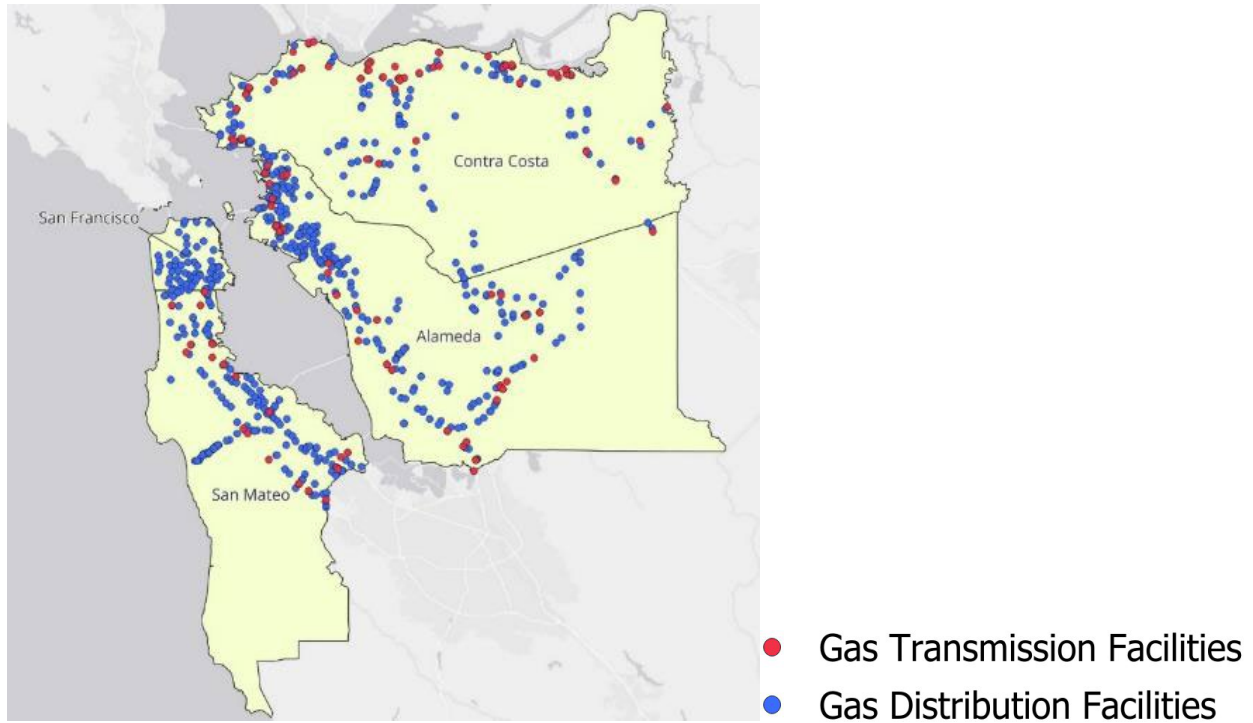 Contra Costa
San Francisco
Alameda
San Mateo
Gas Transmission Facilities
Gas Distribution Facilities